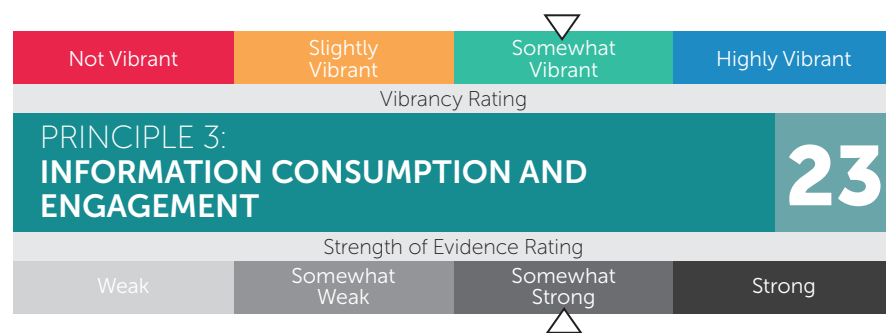 Not Vibrant
Slightly
Vibrant
Somewhat
Vibrant
Highly Vibrant
Vibrancy Rating
PRINCIPLE 3:
INFORMATION CONSUMPTION AND
ENGAGEMENT
23
Strength of Evidence Rating
Weak
Somewhat
Weak
Somewhat
Strong
Strong